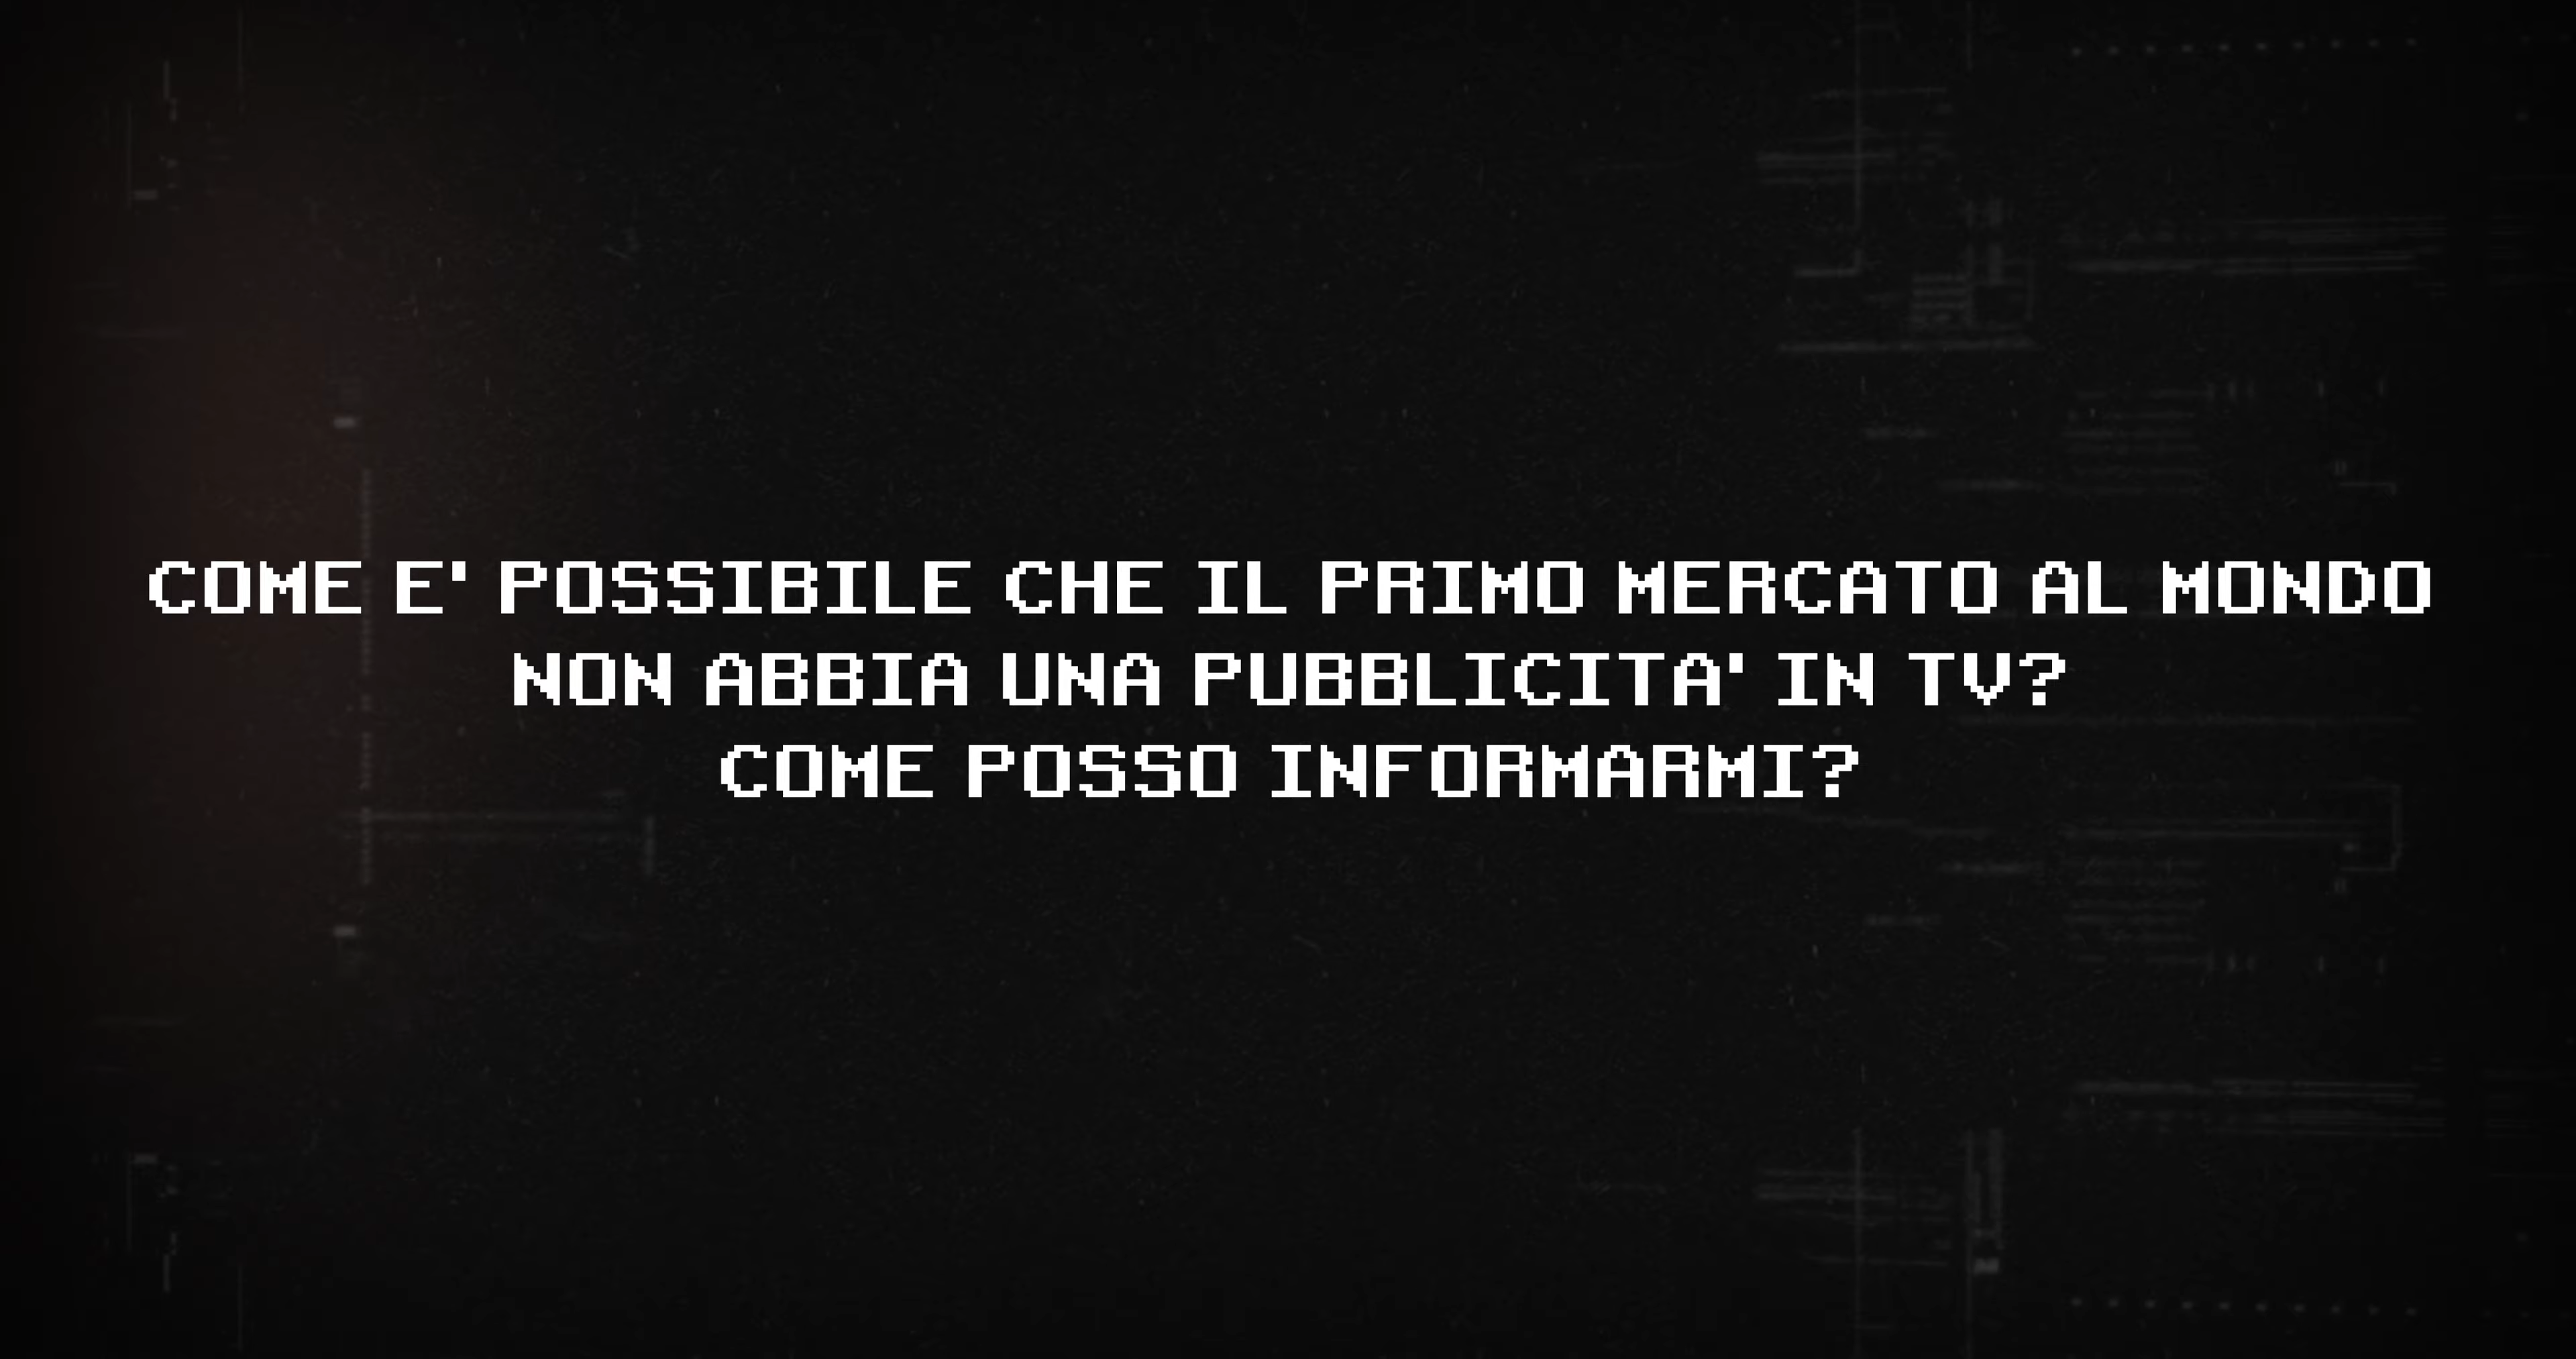 COME E' POSSIBILE CHE IL PRIMO MERCATO AL MONDO
NON ABBIA UNA PUBBLICITA' IN TV?
COME POSSO INFORMARMI?